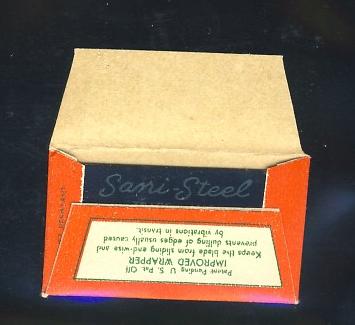 Sani-Steel
Patent Pending U. S. Pat. Off.
IMPROVED WRAPPER
Keeps the blade from sliding end-wise and
prevents dulling of edges usually caused
by vibrations in transit.